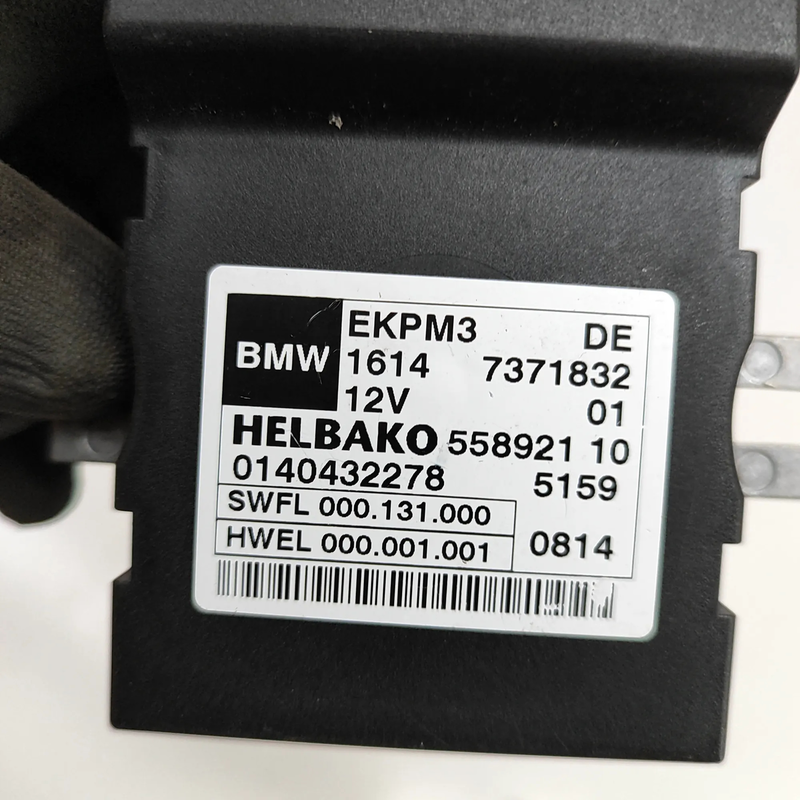 BMW EKPM3 DE
1614 7371832
12V 01
HELBAKO 558921 10
0140432278 5159
SWFL 000.131.000
HWEL 000.001.001 0814